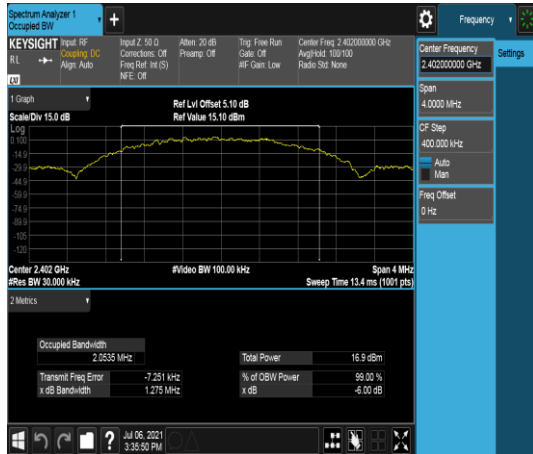 Spectrum Analyzer 1
Occupied BW
Frequency
KEYSIGHT
RL
LXI
Input: RF
Coupling: DC
Align: Auto
Input Z: 50 Ω
Corrections: Off
Freq Ref: Int (S)
NFE: Off
Atten: 20 dB
Preamp: Off
Trig: Free Run
Gate: Off
#IF Gain: Low
Center Freq: 2.402000000 GHz
Avg|Hold: 100/100
Radio Std: None
Center Frequency
2.402000000 GHz
Settings
Span
4.0000 MHz
CF Step
400.000 kHz
Auto
Man
Freq Offset
0 Hz
1 Graph
Scale/Div 15.0 dB
Ref Lvl Offset 5.10 dB
Ref Value 15.10 dBm
Log
0.100
-14.9
-29.9
-44.9
-59.9
-74.9
-89.9
-105
-120
Center 2.402 GHz
#Video BW 100.00 kHz
Span 4 MHz
#Res BW 30.000 kHz
Sweep Time 13.4 ms (1001 pts)
2 Metrics
Occupied Bandwidth
2.0535 MHz
Total Power 16.9 dBm
Transmit Freq Error -7.251 kHz
% of OBW Power 99.00 %
x dB Bandwidth 1.275 MHz
x dB -6.00 dB
Jul 06, 2021
3:35:50 PM